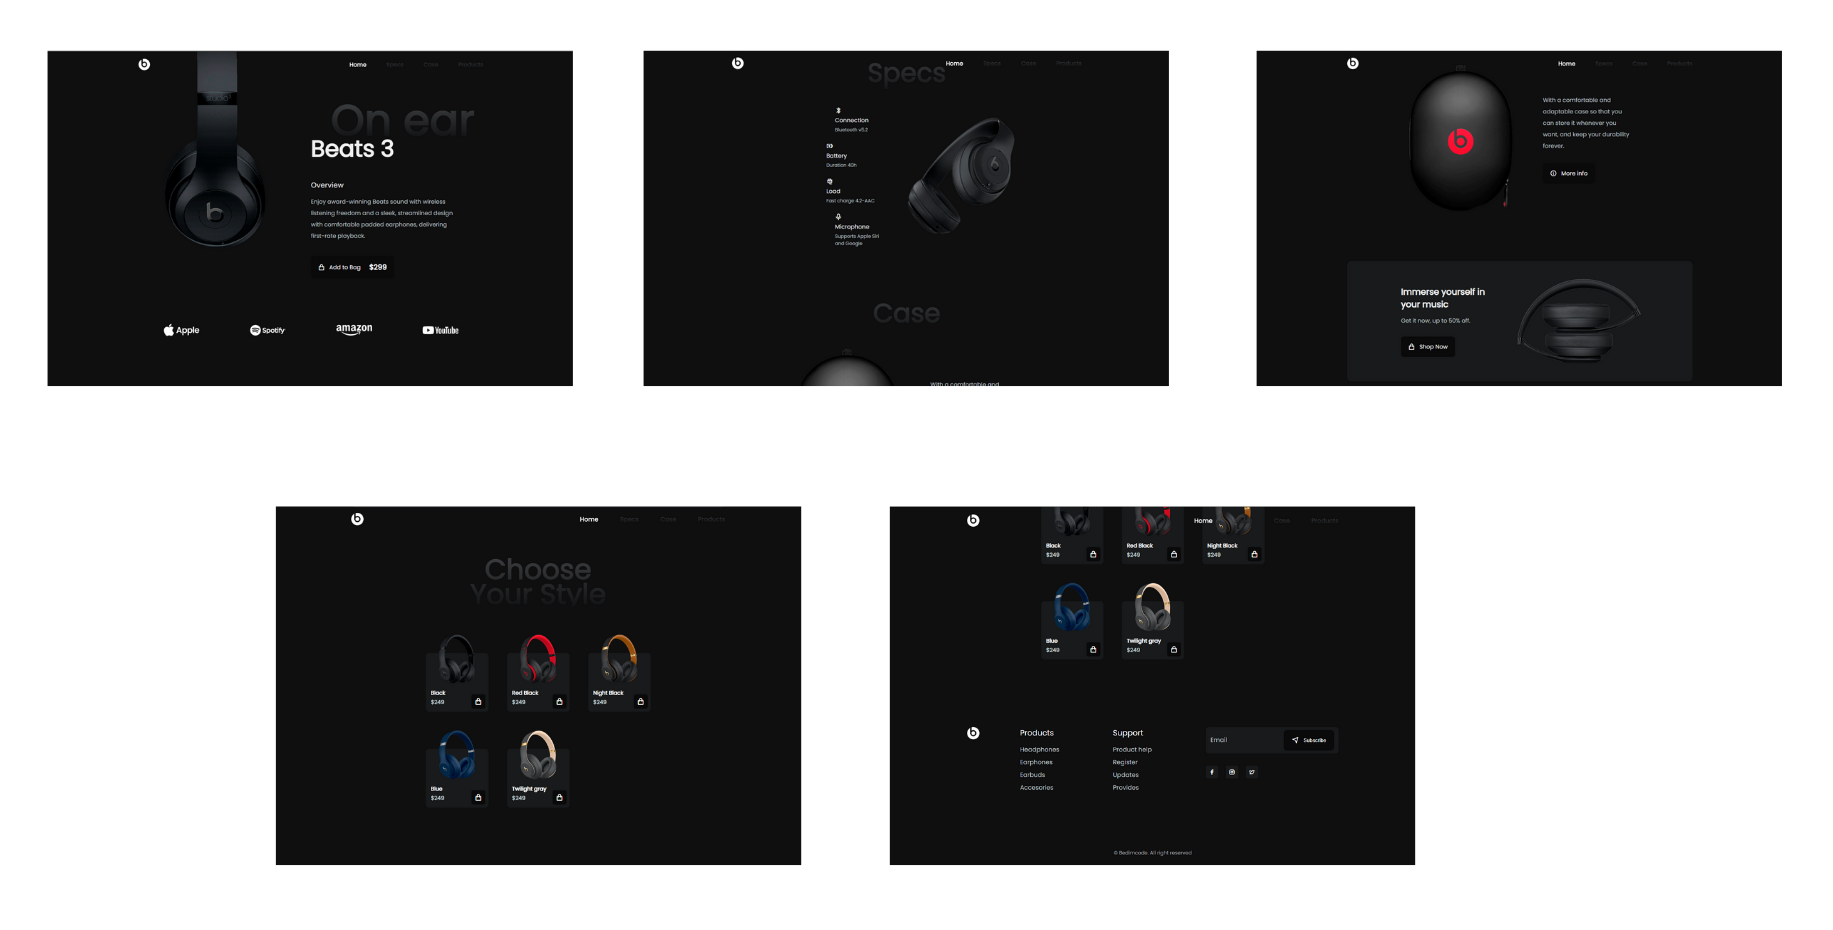 Home Specs Case Products
STUDIO
On ear
Beats 3
Overview
Enjoy award-winning Beats sound with wireless
listening freedom and a sleek, streamlined design
with comfortable padded earphones, delivering
first-rate playback.
Add to Bag $299
Apple
Spotify
amazon
YouTube
Home Specs Case Products
Specs
Connection
Bluetooth v5.2
Battery
Duration 40h
Load
Fast charge 4.2-AAC
Microphone
Supports Apple Siri
and Google
Case
With a comfortable and
Home Specs Case Products
With a comfortable and
adaptable case so that you
can store it whenever you
want, and keep your durability
forever.
More info
Immerse yourself in
your music
Get it now, up to 50% off.
Shop Now
Home Specs Case Products
Choose
Your Style
Black
$249
Red Black
$249
Night Black
$249
Blue
$249
Twilight gray
$249
Home Case Products
Black
$249
Red Black
$249
Night Black
$249
Blue
$249
Twilight gray
$249
Products
Headphones
Earphones
Earbuds
Accesories
Support
Product help
Register
Updates
Provides
Email
Subscribe
© Bedimcode. All right reserved